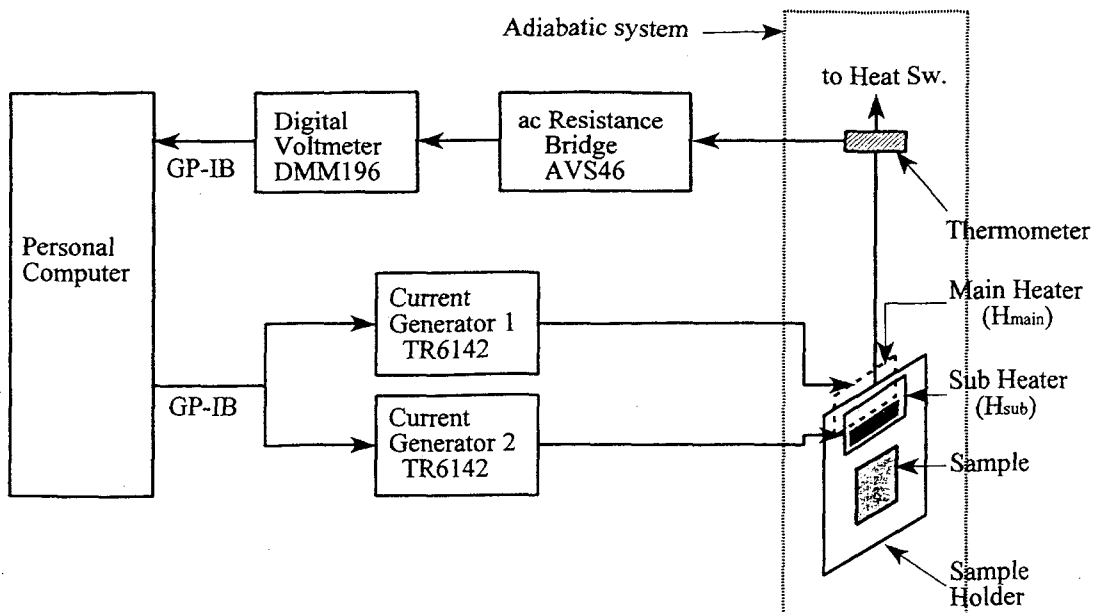 Adiabatic system
to Heat Sw.
Digital
Voltmeter
DMM196
ac Resistance
Bridge
AVS46
GP-IB
Thermometer
Personal
Computer
Current
Generator 1
TR6142
Main Heater
(Hmain)
Sub Heater
(Hsub)
GP-IB
Current
Generator 2
TR6142
Sample
Sample
Holder